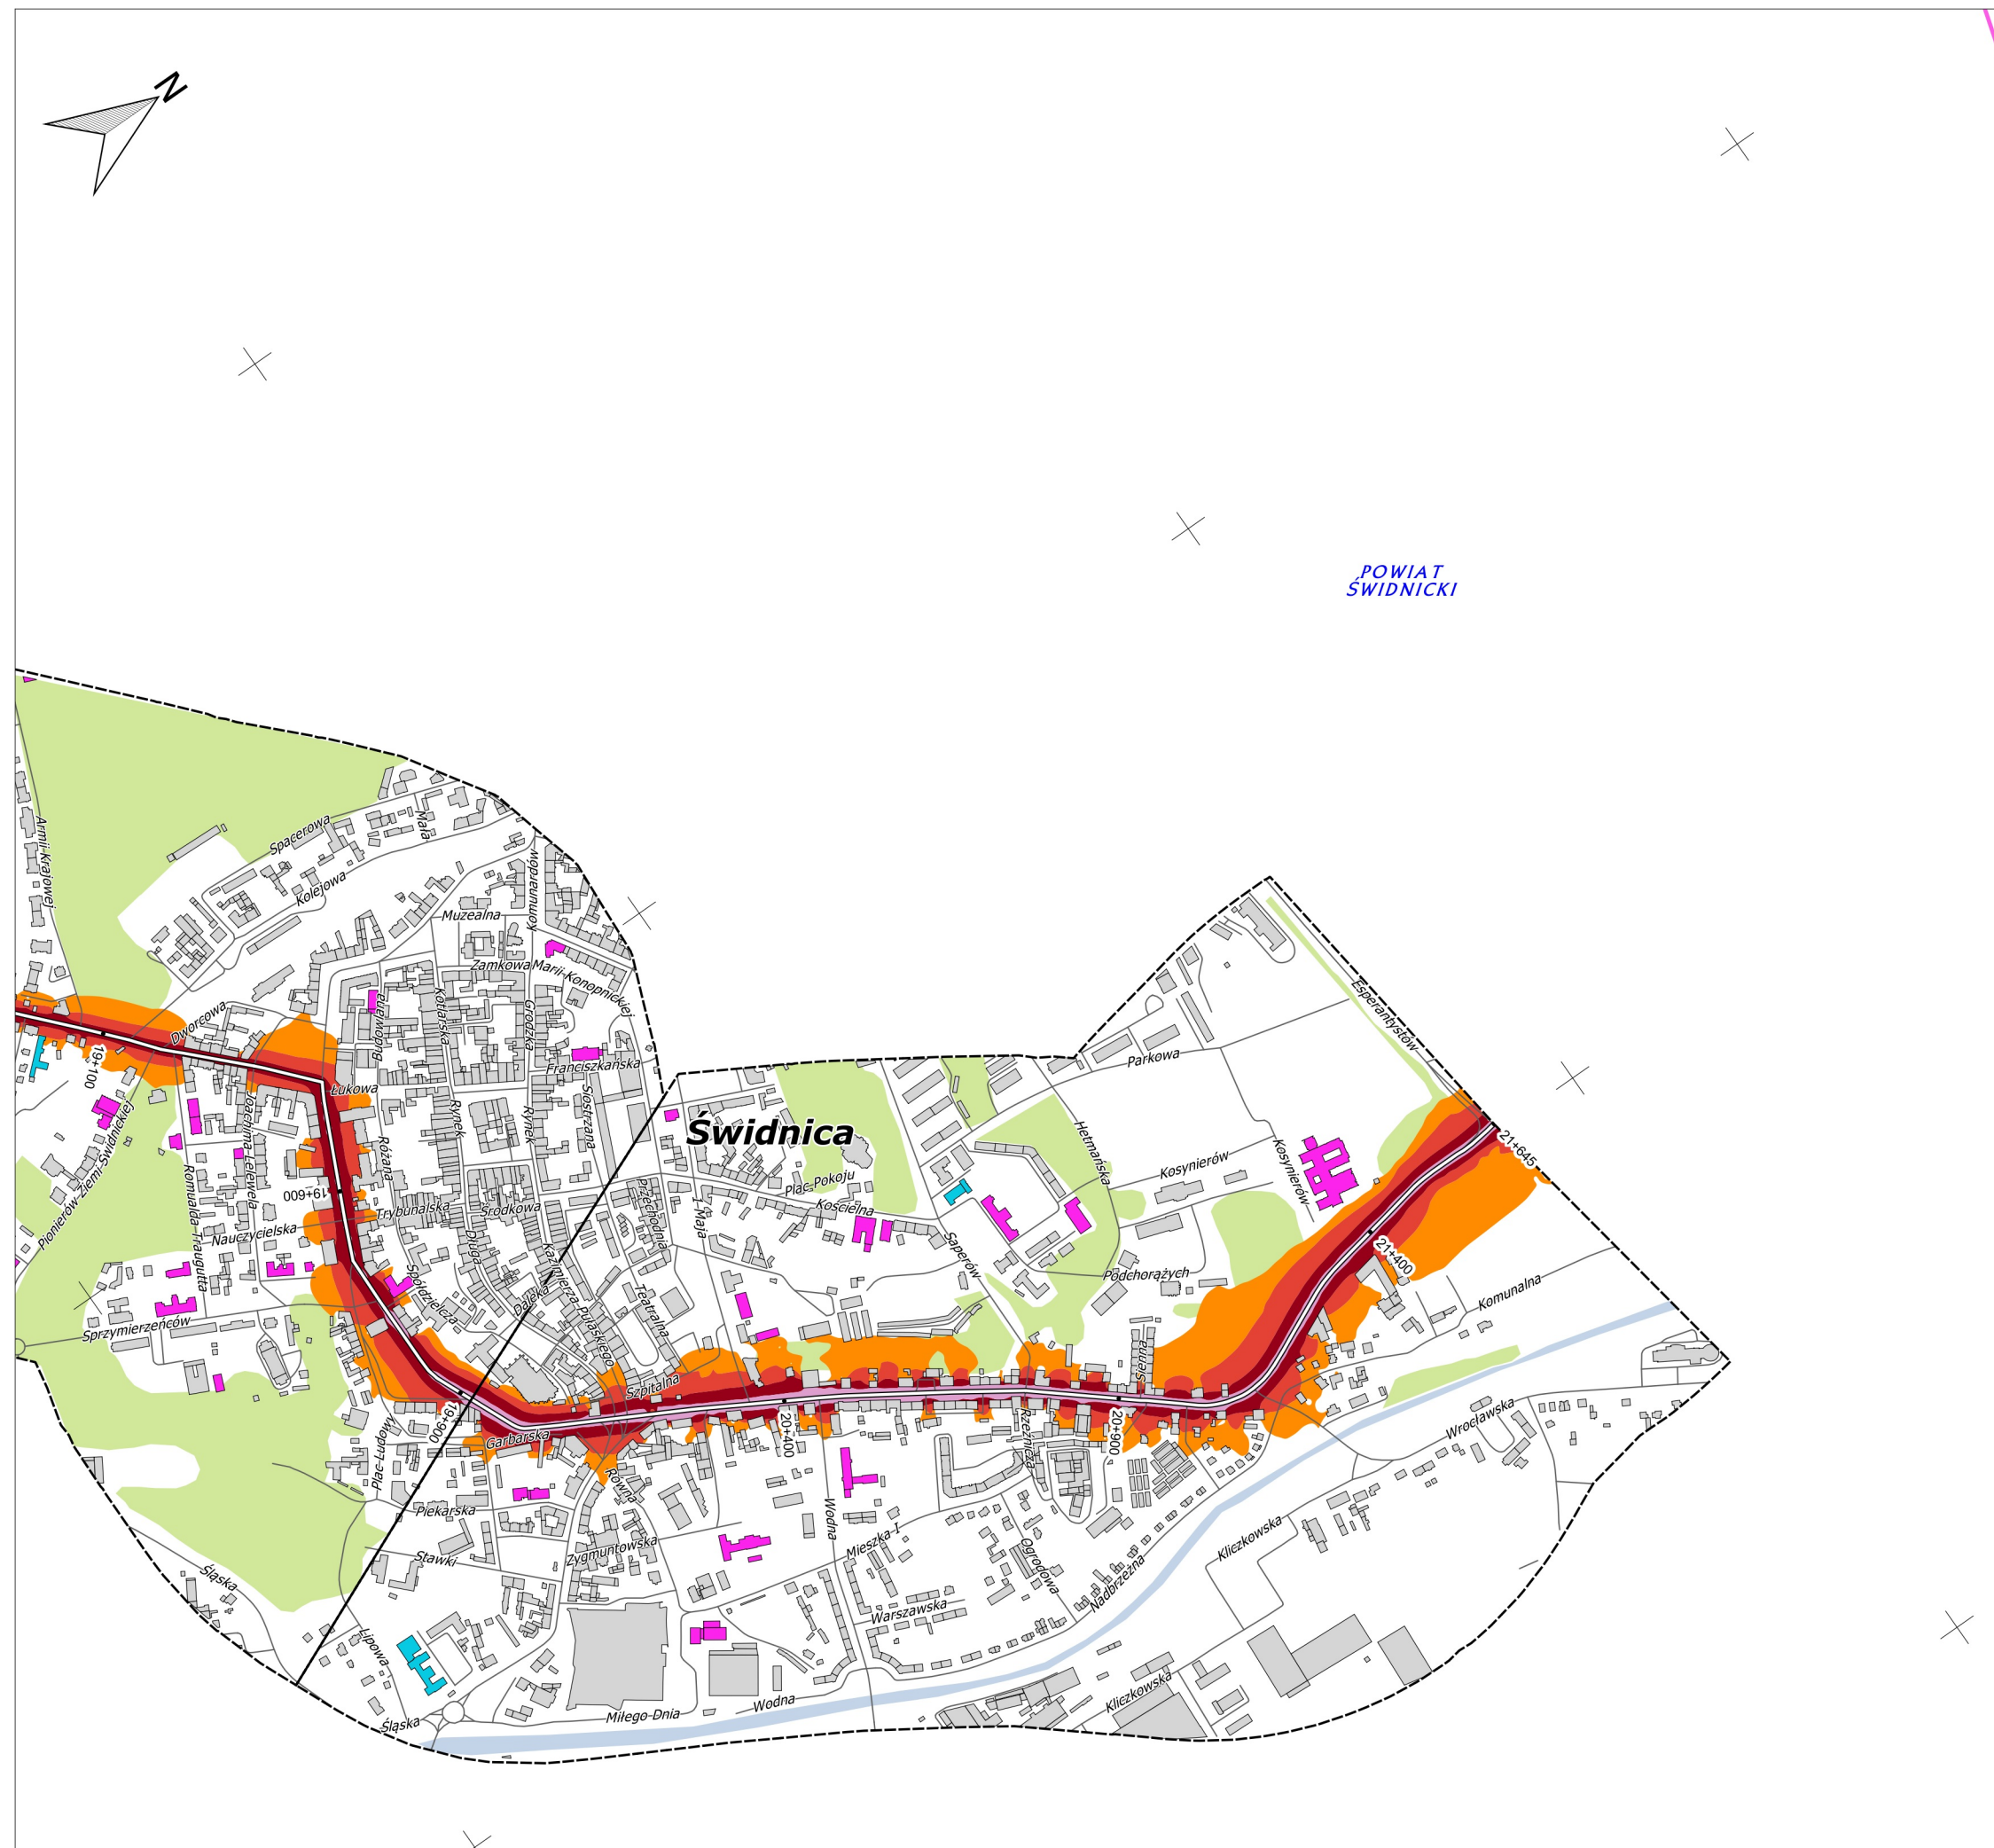 N
POWIAT
ŚWIDNICKI
Armii Krajowej
Spacerowa
Mała
Kolejowa
Komunardów
Muzealna
Zamkowa
Marii Konopnickiej
Dworcowa
Budowlana
Kotlarska
Grodzka
Franciszkańska
Esperantystów
Parkowa
19+100
Łukowa
Pionierów Ziemi Świdnickiej
Joachima Lelewela
Rynek
Rynek
Siostrzana
Świdnica
Hetmańska
Kosynierów
Kosynierów
21+645
Romualda Traugutta
Różana
19+600
Trybunalska
Środkowa
Przechodnia
1 Maja
Plac Pokoju
Kościelna
Nauczycielska
Długa
Kazimierza Pułaskiego
Saperów
Podchorążych
21+400
Komunalna
Spółdzielcza
Daleka
Teatralna
Sprzymierzeńców
Szpitalna
Sienna
19+900
Garbarska
20+400
Rzeźnicza
20+900
Wrocławska
Plac Ludowy
Równa
Piekarska
Wodna
Mieszka I
Kliczkowska
Stawki
Zygmuntowska
Ogrodowa
Nadbrzeżna
Śląska
Warszawska
Lipowa
Kliczkowska
Śląska
Miłego Dnia
Wodna